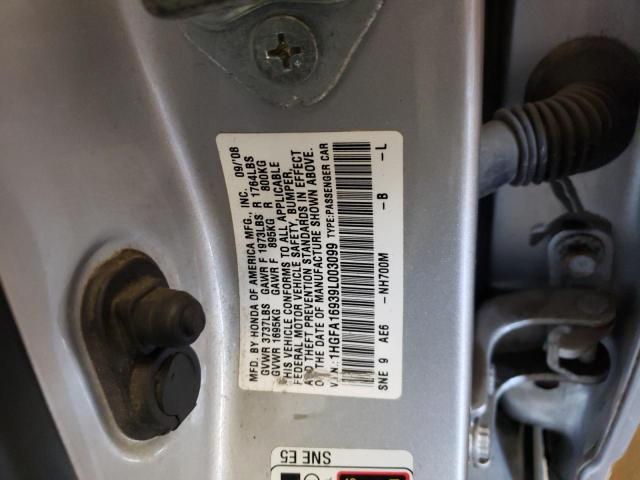 MFD. BY HONDA OF AMERICA MFG., INC. 09/'08
GVWR 3737LBS GAWR F 1973LBS R 1764LBS
GVWR 1695KG GAWR F 895KG R 800KG
THIS VEHICLE CONFORMS TO ALL APPLICABLE
FEDERAL MOTOR VEHICLE SAFETY, BUMPER,
AND THEFT PREVENTION STANDARDS IN EFFECT
ON THE DATE OF MANUFACTURE SHOWN ABOVE.
V.I.N.:1HGFA16939L003099 TYPE:PASSENGER CAR
SNE 9 AE6 -NH700M -B -L
SNE E5